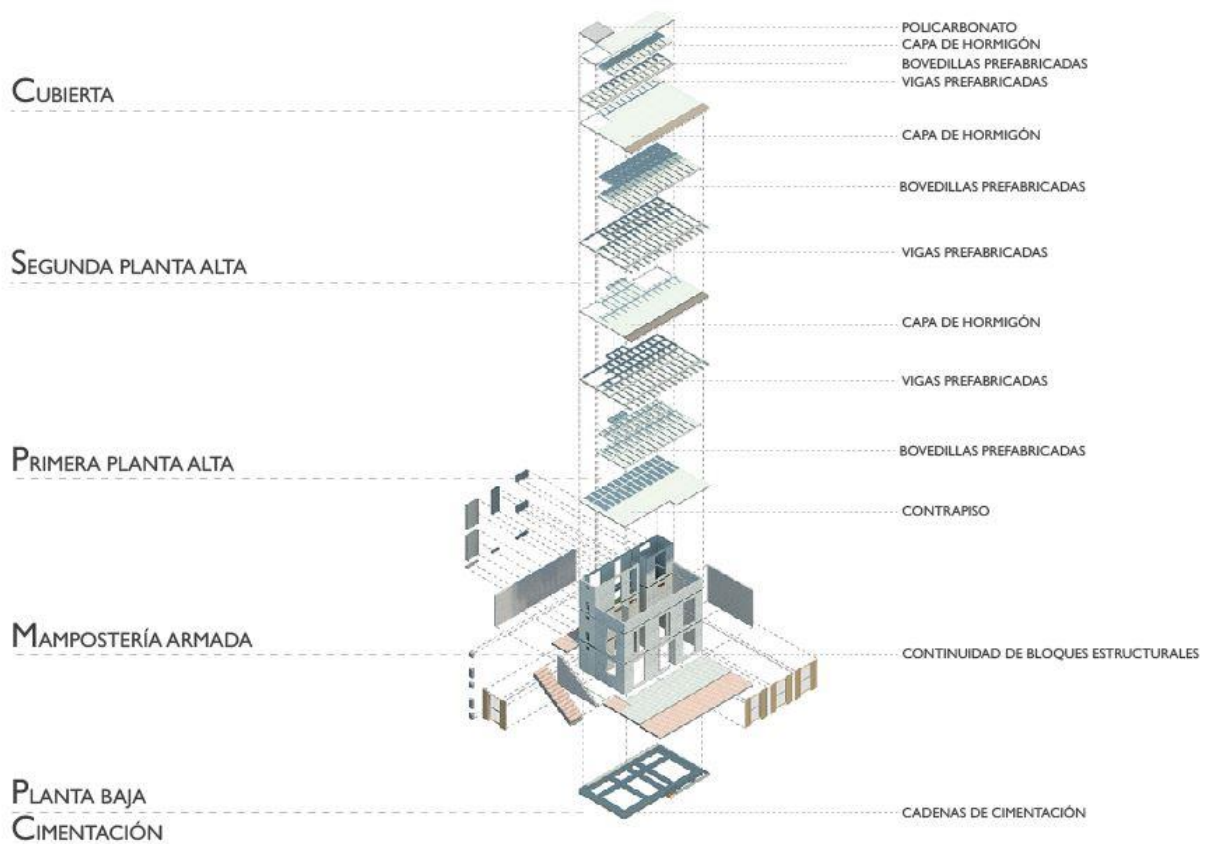 POLICARBONATO
CAPA DE HORMIGÓN
BOVEDILLAS PREFABRICADAS
VIGAS PREFABRICADAS
CUBIERTA
CAPA DE HORMIGÓN
BOVEDILLAS PREFABRICADAS
VIGAS PREFABRICADAS
SEGUNDA PLANTA ALTA
CAPA DE HORMIGÓN
VIGAS PREFABRICADAS
BOVEDILLAS PREFABRICADAS
PRIMERA PLANTA ALTA
CONTRAPISO
MAMPOSTERÍA ARMADA
CONTINUIDAD DE BLOQUES ESTRUCTURALES
PLANTA BAJA
CADENAS DE CIMENTACIÓN
CIMENTACIÓN